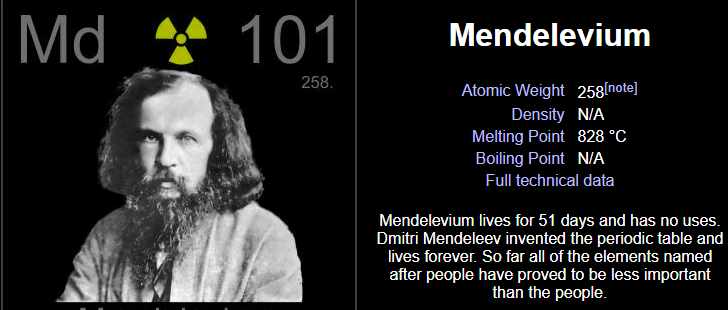 Md 101
258.
Mendelevium
Atomic Weight 258[note]
Density N/A
Melting Point 828 °C
Boiling Point N/A
Full technical data
Mendelevium lives for 51 days and has no uses.
Dmitri Mendeleev invented the periodic table and
lives forever. So far all of the elements named
after people have proved to be less important
than the people.